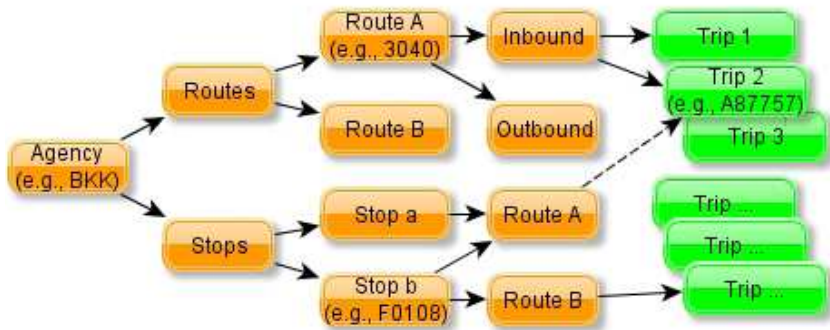 Route A
(e.g., 3040)
Inbound
Trip 1
Routes
Trip 2
(e.g., A87757)
Route B
Outbound
Trip 3
Agency
(e.g., BKK)
Stop a
Route A
Trip ...
Stops
Trip ...
Stop b
(e.g., F0108)
Route B
Trip ...